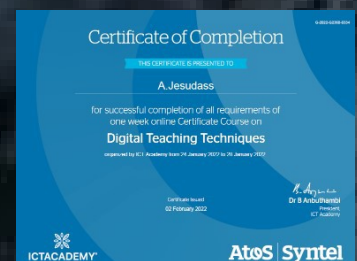 Certificate of Completion
THIS CERTIFICATE IS PRESENTED TO
A.Jesudass
for successful completion of all requirements of
one week online Certificate Course on
Digital Teaching Techniques
organized by ICT Academy from 24 January 2022 to 28 January 2022
Certificate Issued
02 February 2022
Dr B Anbuthambi
President,
ICT Academy
ICTACADEMY
Atos Syntel